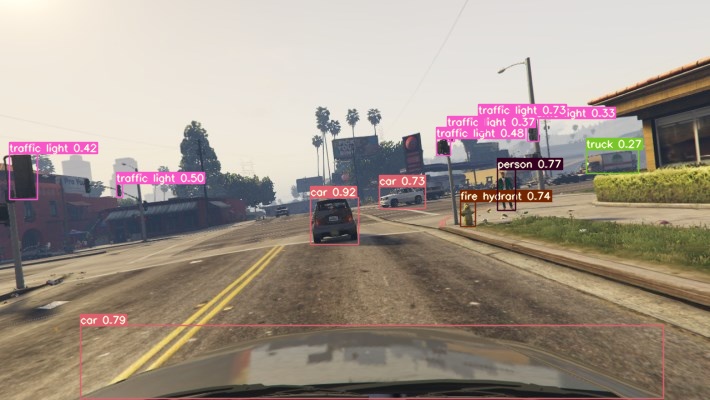 traffic light 0.73
light 0.33
traffic light 0.37
traffic light 0.48
traffic light 0.42
truck 0.27
person 0.77
traffic light 0.50
car 0.73
car 0.92
fire hydrant 0.74
car 0.79